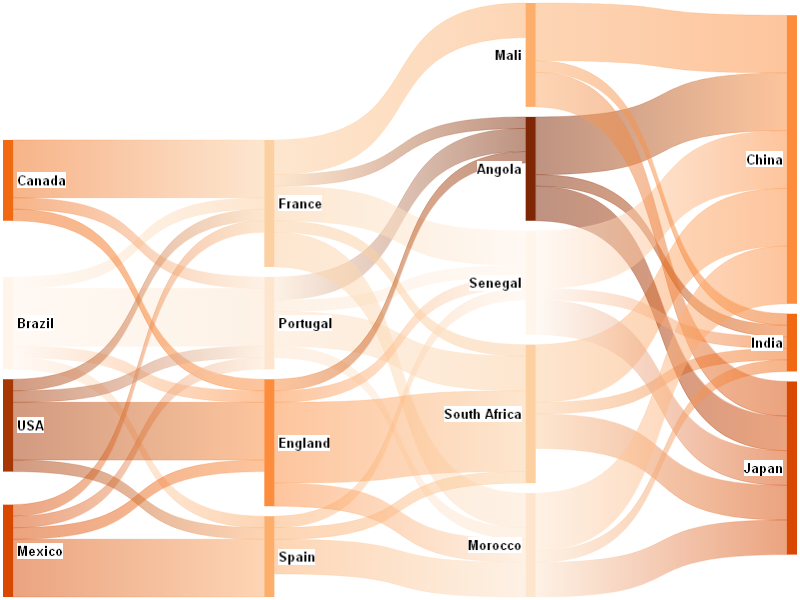 Canada
Brazil
USA
Mexico
France
Portugal
England
Spain
Mali
Angola
Senegal
South Africa
Morocco
China
India
Japan